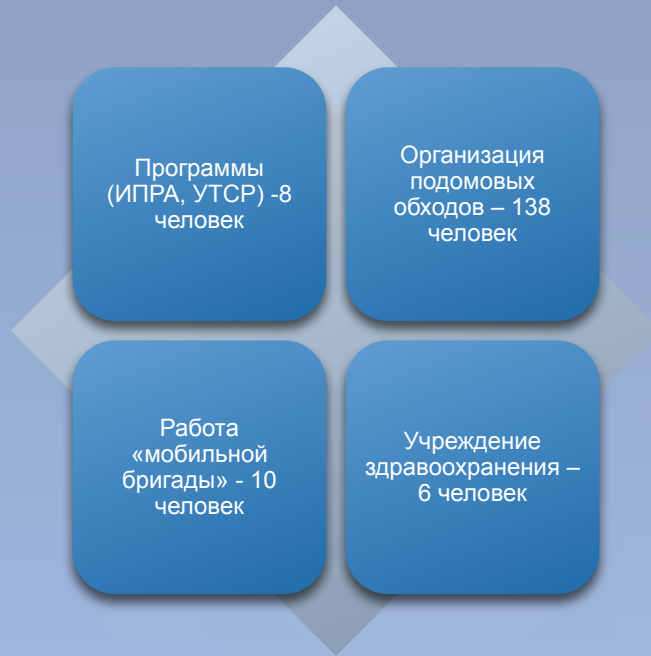 Программы
(ИПРА, УТСР) -8
человек
Организация
подомовых
обходов – 138
человек
Работа
«мобильной
бригады» - 10
человек
Учреждение
здравоохранения –
6 человек